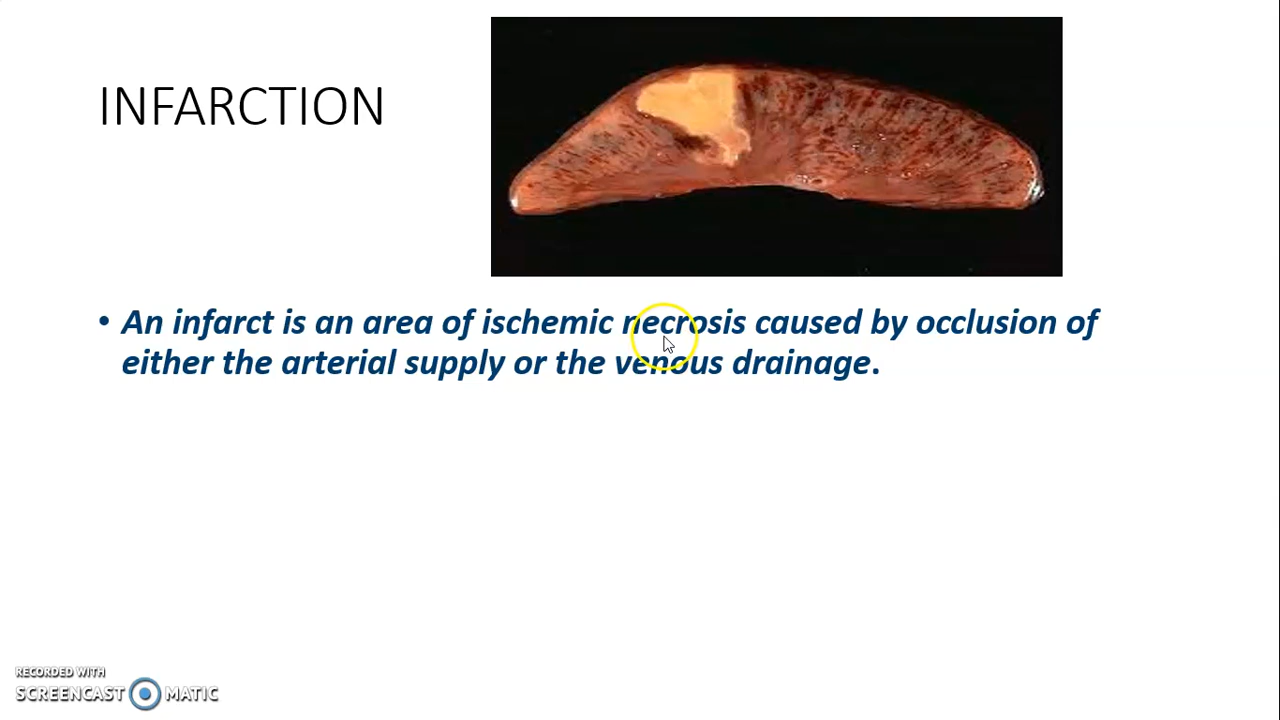 INFARCTION
• An infarct is an area of ischemic necrosis caused by occlusion of
either the arterial supply or the venous drainage.
RECORDED WITH
SCREENCAST MATIC